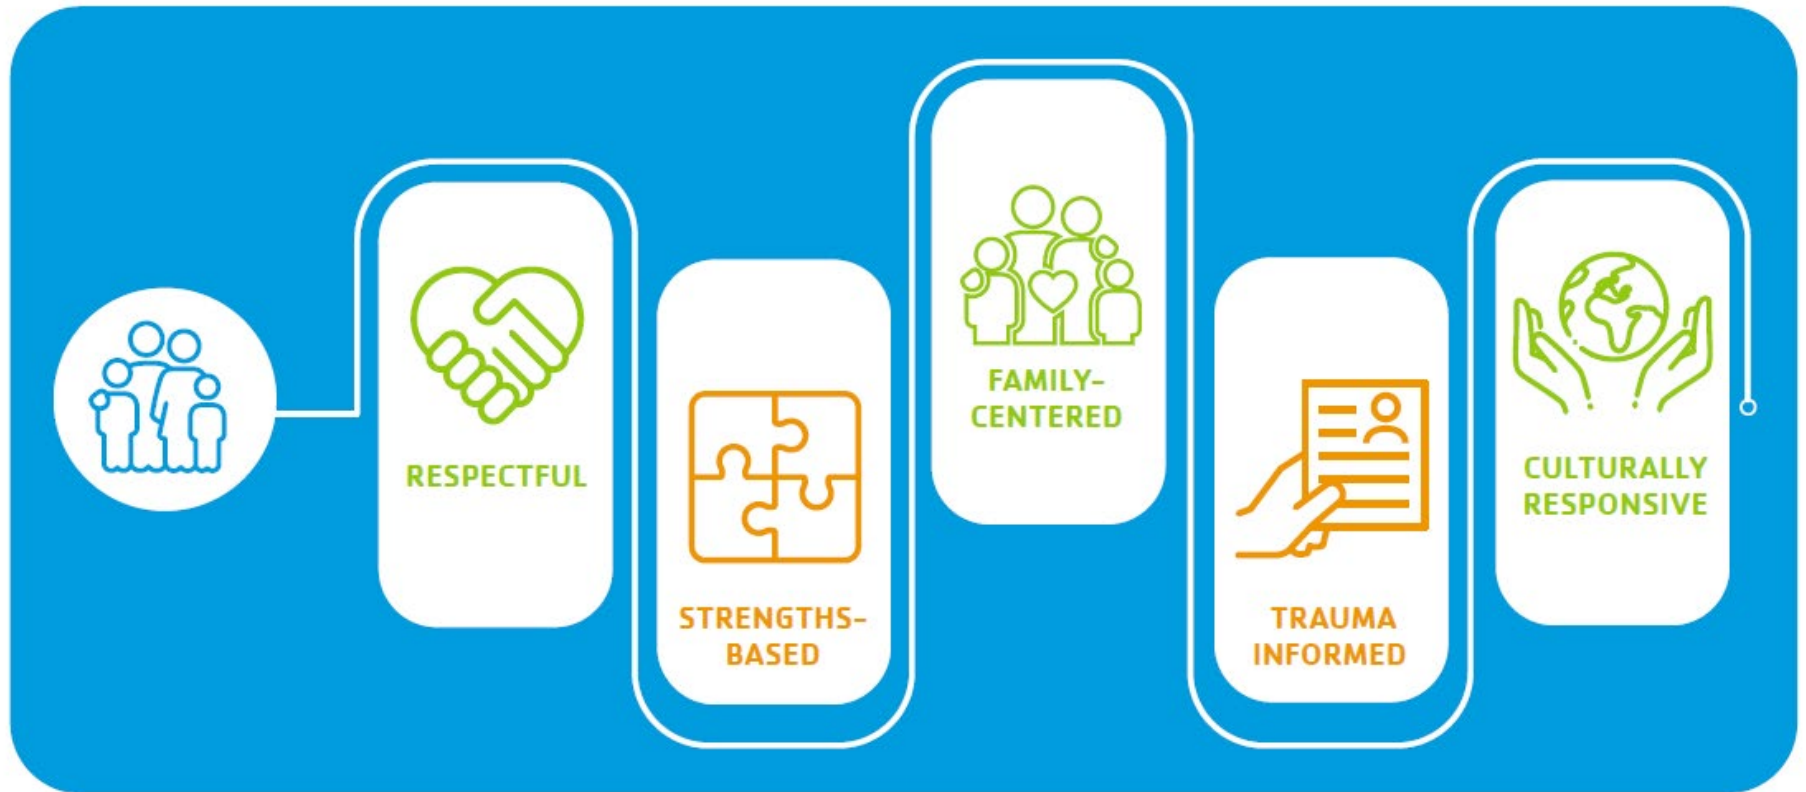 RESPECTFUL
STRENGTHS-
BASED
FAMILY-
CENTERED
TRAUMA
INFORMED
CULTURALLY
RESPONSIVE